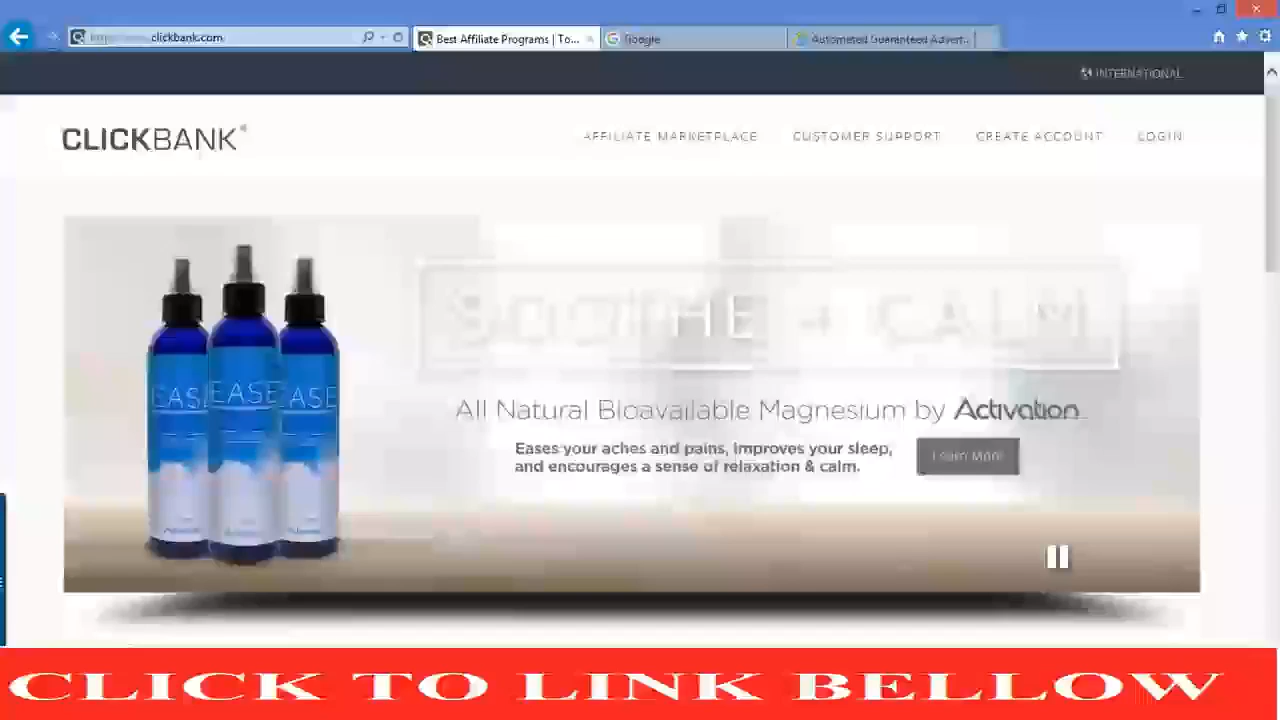 clickbank.com
Best Affiliate Programs | To...
Google
Automated Guaranteed Advert...
INTERNATIONAL
CLICKBANK
AFFILIATE MARKETPLACE
CUSTOMER SUPPORT
CREATE ACCOUNT
LOGIN
SOOTHE + CALM
All Natural Bioavailable Magnesium by Activation
Eases your aches and pains, improves your sleep,
and encourages a sense of relaxation & calm.
Learn More
EASE
EASE
EASE
CLICK TO LINK BELLOW